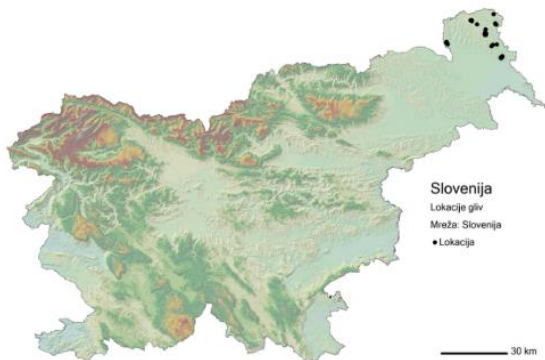 Slovenija
Lokacije gliv
Mreža: Slovenija
Lokacija
30 km